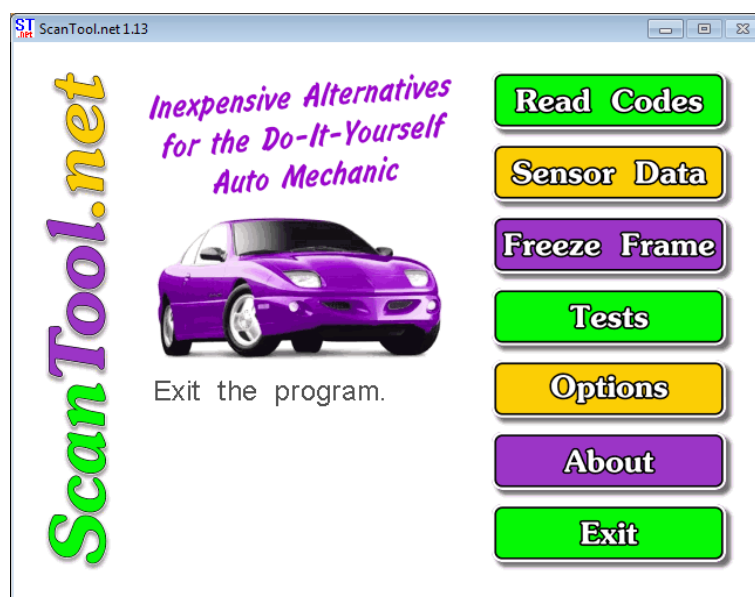 ST
.net
ScanTool.net 1.13
ScanTool.net
Inexpensive Alternatives
for the Do-It-Yourself
Auto Mechanic
Exit the program.
Read Codes
Sensor Data
Freeze Frame
Tests
Options
About
Exit